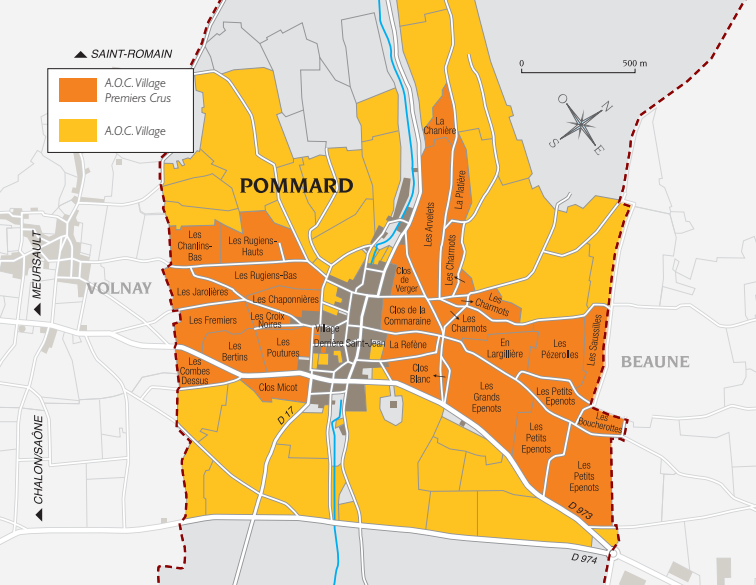 SAINT-ROMAIN
A.O.C. Village
Premiers Crus
A.O.C. Village
0
500 m
O
N
S
E
POMMARD
La
Chanière
La Platière
Les Arvelets
Les Charmots
Les
Chanlins-
Bas
Les Rugiens-
Hauts
Les Rugiens-Bas
Clos
de
Verger
MEURSAULT
VOLNAY
Les Jarolières
Les Chaponnières
Les
Charmots
Les Fremiers
Les Croix
Noires
Village
Clos de la
Commaraine
Les
Charmots
Les Saussilles
Derrière Saint-Jean
La Refène
En
Largillière
Les
Pézerolles
BEAUNE
Les
Bertins
Les
Poutures
Les
Combes
Dessus
Clos Micot
Clos
Blanc
Les
Grands
Epenots
Les Petits
Epenots
Les
Boucherottes
D 17
Les
Petits
Epenots
Les
Petits
Epenots
CHALON/SAÔNE
D 973
D 974